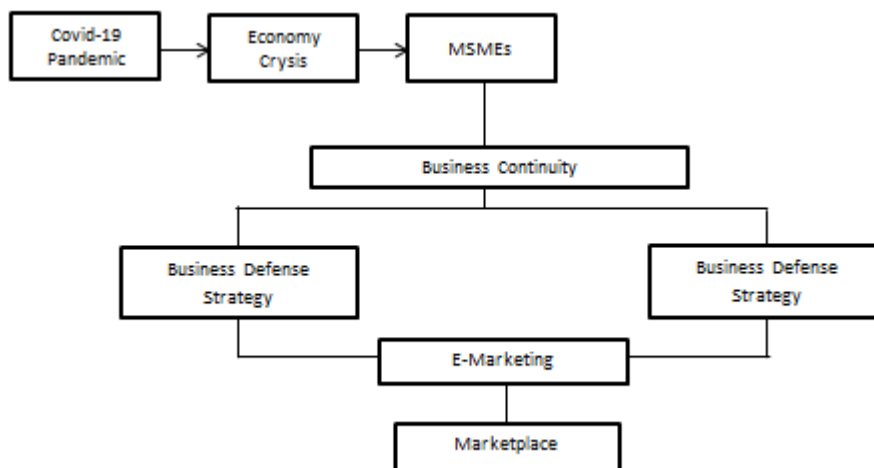 Covid-19
Pandemic
Economy
Crysis
MSMEs
Business Continuity
Business Defense
Strategy
Business Defense
Strategy
E-Marketing
Marketplace